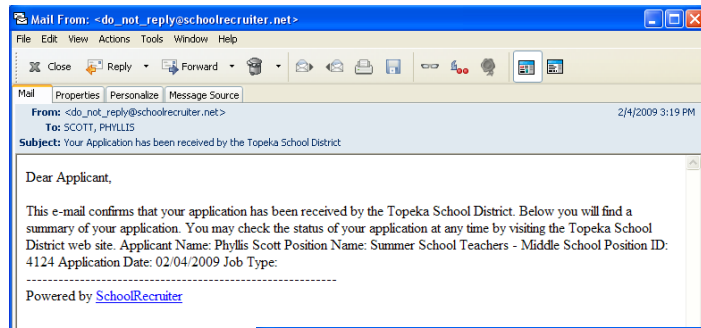 Mail From: <do_not_reply@schoolrecruiter.net>
File Edit View Actions Tools Window Help
Close Reply Forward
Mail Properties Personalize Message Source
From: <do_not_reply@schoolrecruiter.net> 2/4/2009 3:19 PM
To: SCOTT, PHYLLIS
Subject: Your Application has been received by the Topeka School District
Dear Applicant,
This e-mail confirms that your application has been received by the Topeka School District. Below you will find a
summary of your application. You may check the status of your application at any time by visiting the Topeka School
District web site. Applicant Name: Phyllis Scott Position Name: Summer School Teachers - Middle School Position ID:
4124 Application Date: 02/04/2009 Job Type:
----------------------------------------------------------
Powered by SchoolRecruiter